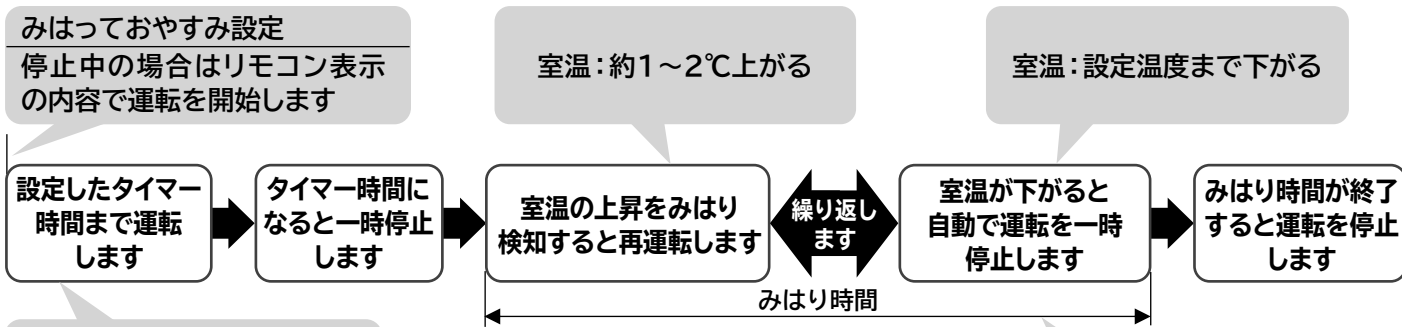 みはっておやすみ設定
停止中の場合はリモコン表示
の内容で運転を開始します
室温：約1～2℃上がる
室温：設定温度まで下がる
設定したタイマー
時間まで運転
します
タイマー時間に
なると一時停止
します
室温の上昇をみはり
検知すると再運転します
繰り返し
ます
室温が下がると
自動で運転を一時
停止します
みはり時間が終了
すると運転を停止
します
みはり時間